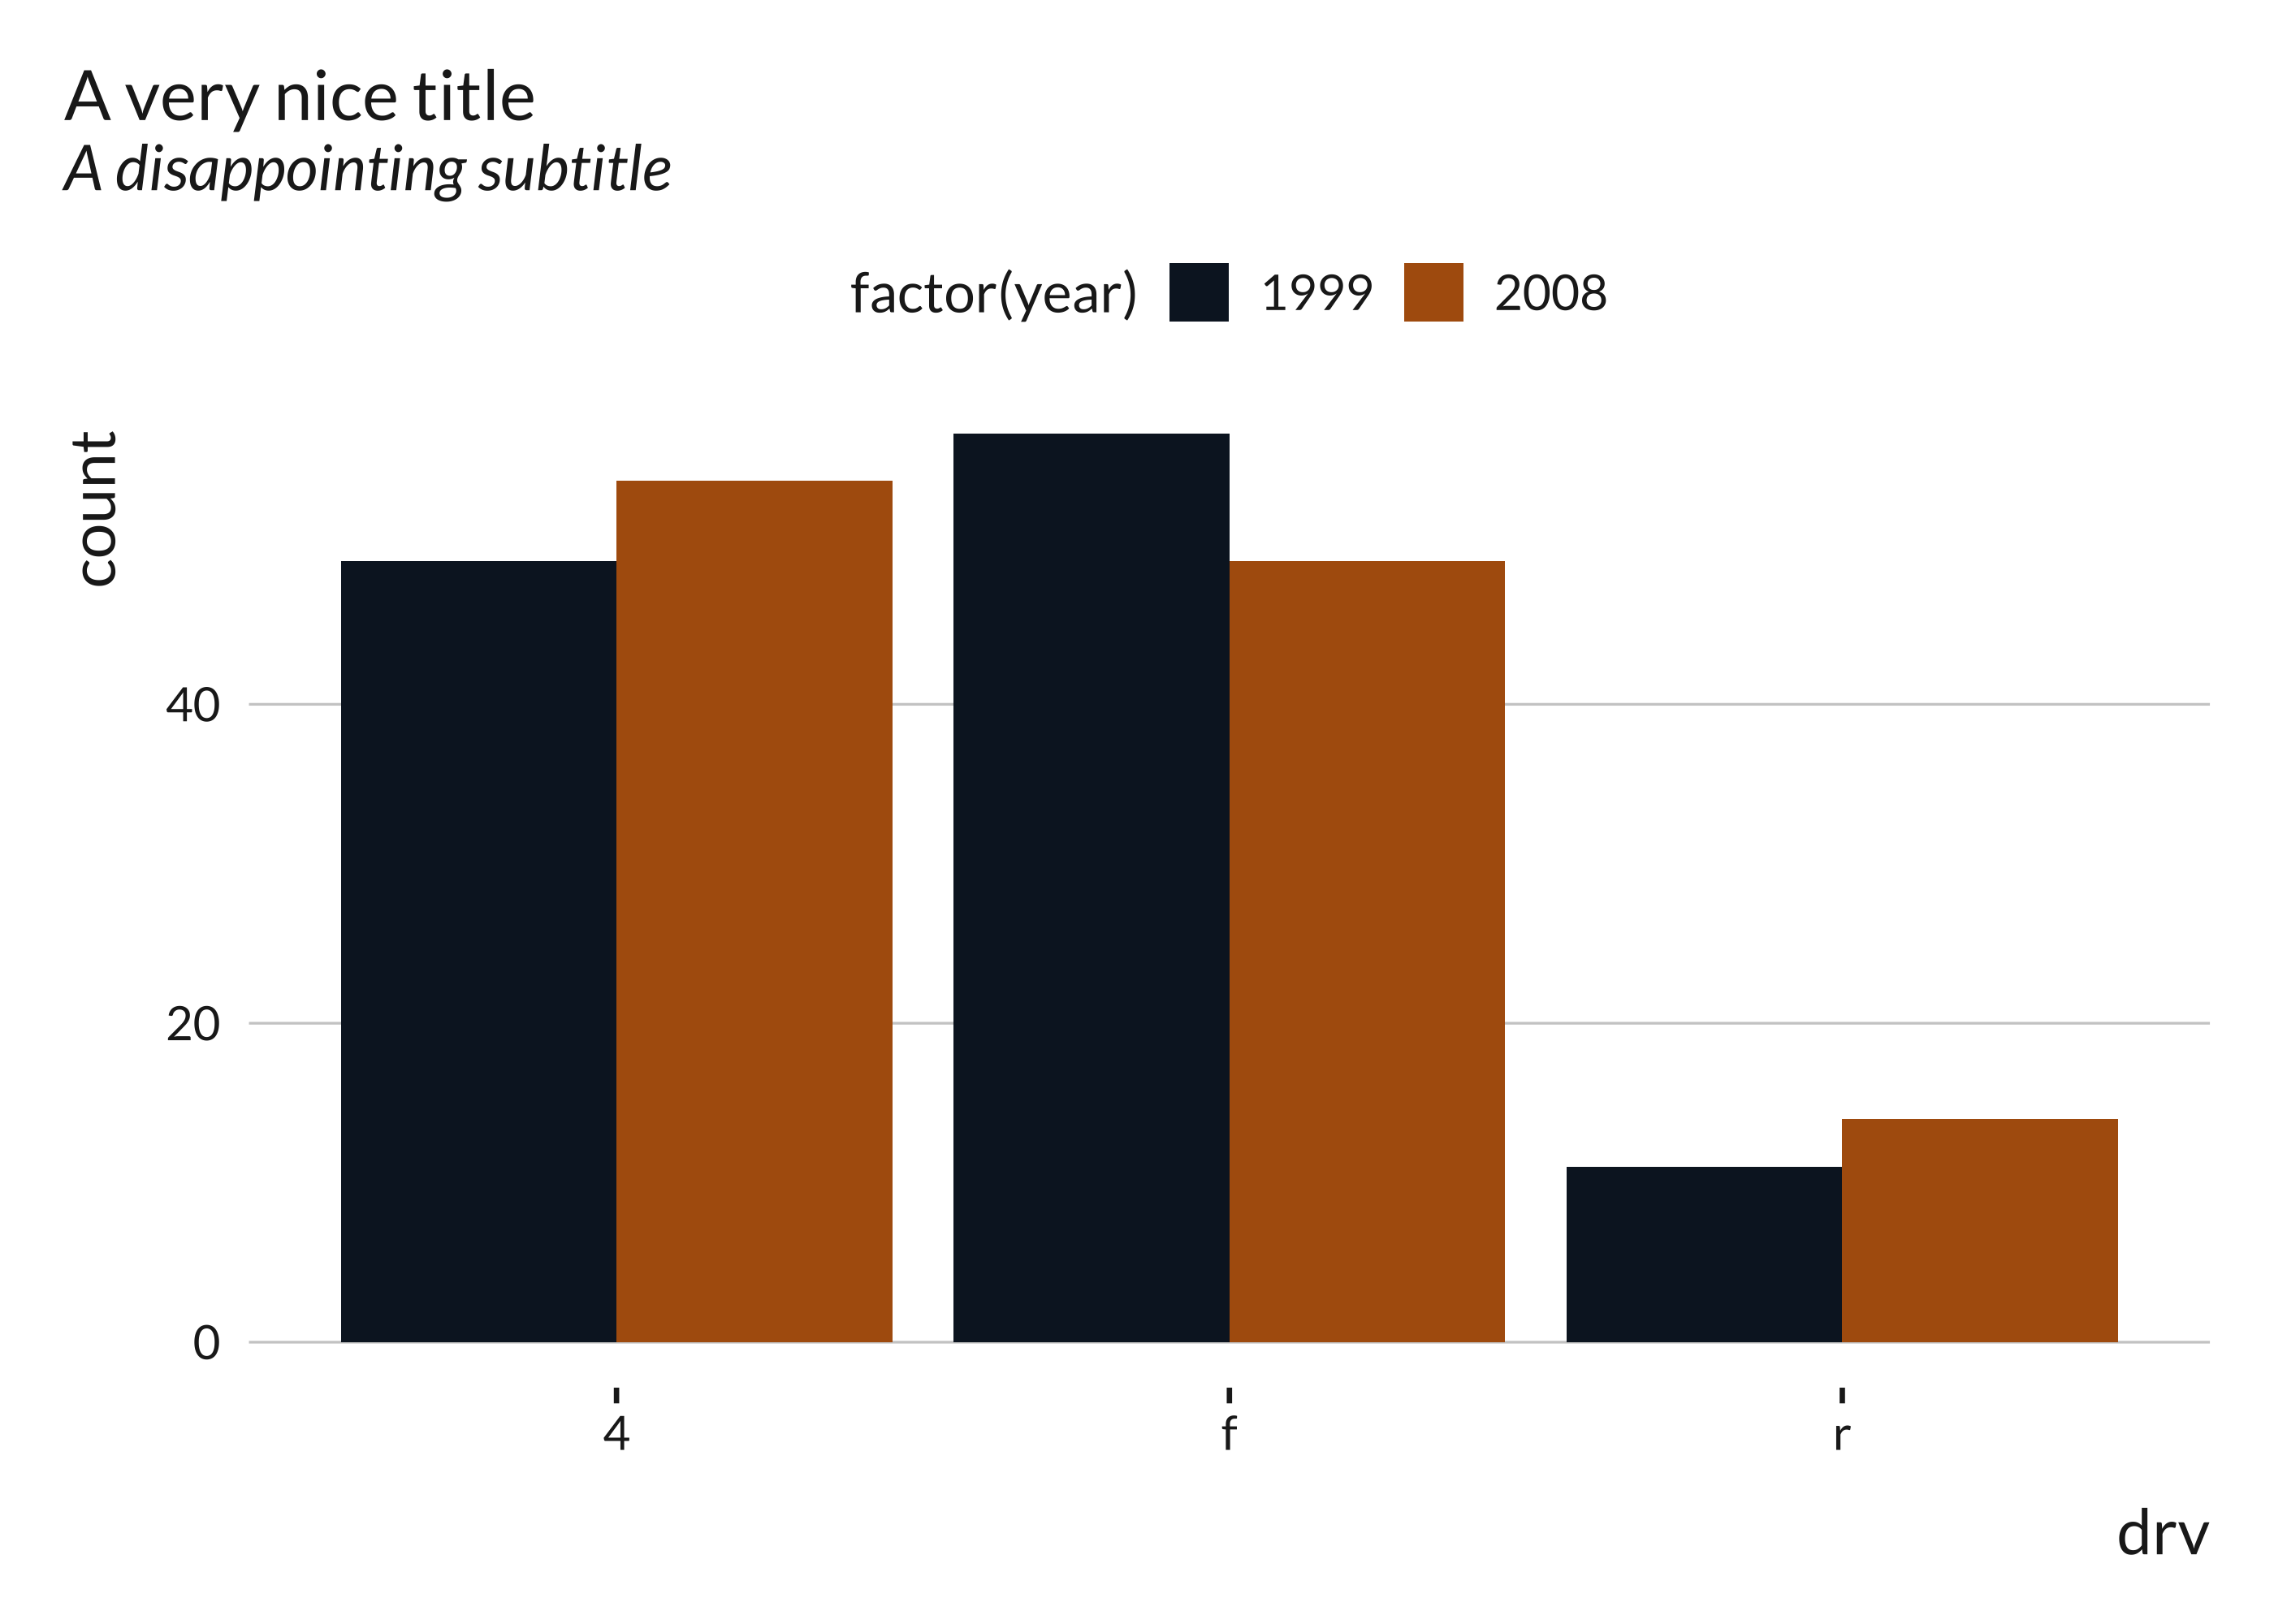 A very nice title
A disappointing subtitle
factor(year) 1999 2008
count
40
20
0
4 f r
drv